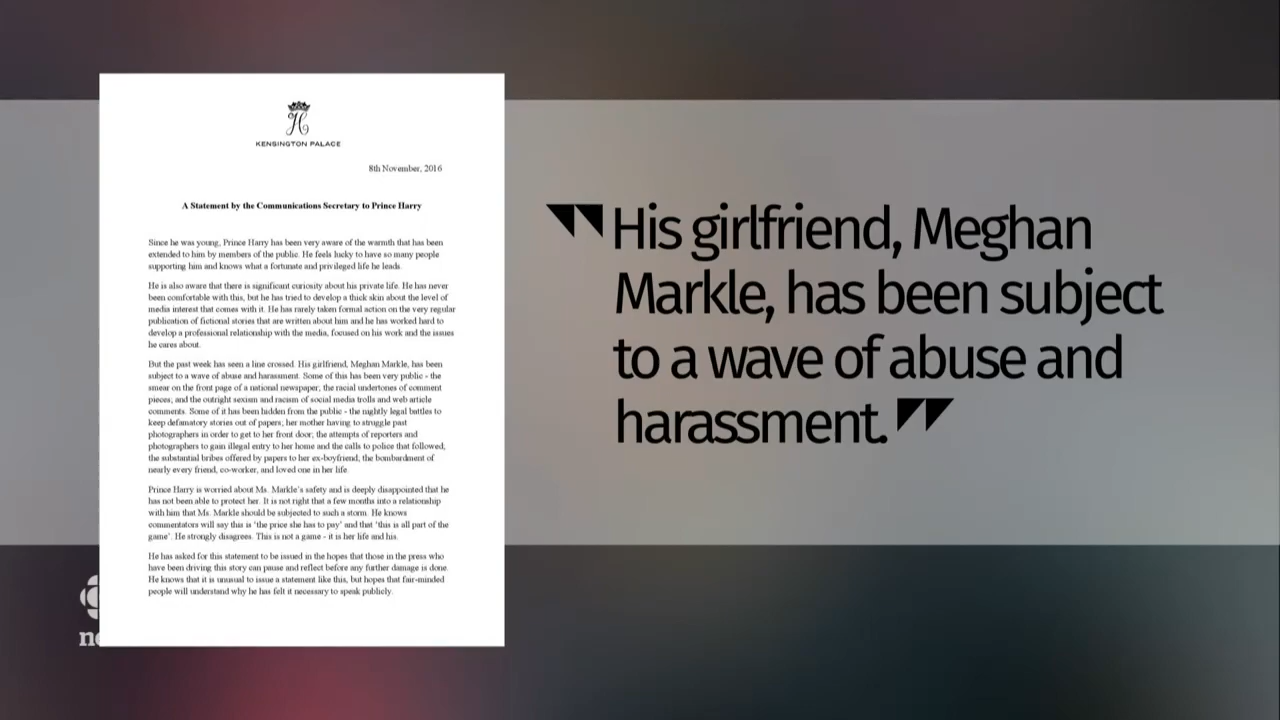 H
KENSINGTON PALACE
8th November, 2016
A Statement by the Communications Secretary to Prince Harry
Since he was young, Prince Harry has been very aware of the warmth that has been
extended to him by members of the public. He feels lucky to have so many people
supporting him and knows what a fortunate and privileged life he leads.
He is also aware that there is significant curiosity about his private life. He has never
been comfortable with this, but he has tried to develop a thick skin about the level of
media interest that comes with it. He has rarely taken formal action on the very regular
publication of fictional stories that are written about him and he has worked hard to
develop a professional relationship with the media, focused on his work and the issues
he cares about.
But the past week has seen a line crossed. His girlfriend, Meghan Markle, has been
subject to a wave of abuse and harassment. Some of this has been very public - the
smear on the front page of a national newspaper; the racial undertones of comment
pieces; and the outright sexism and racism of social media trolls and web article
comments. Some of it has been hidden from the public - the nightly legal battles to
keep defamatory stories out of papers; her mother having to struggle past
photographers in order to get to her front door; the attempts of reporters and
photographers to gain illegal entry to her home and the calls to police that followed;
the substantial bribes offered by papers to her ex-boyfriend; the bombardment of
nearly every friend, co-worker, and loved one in her life.
Prince Harry is worried about Ms. Markle's safety and is deeply disappointed that he
has not been able to protect her. It is not right that a few months into a relationship
with him that Ms. Markle should be subjected to such a storm. He knows
commentators will say this is 'the price she has to pay' and that 'this is all part of the
game'. He strongly disagrees. This is not a game - it is her life and his.
He has asked for this statement to be issued in the hopes that those in the press who
have been driving this story can pause and reflect before any further damage is done.
He knows that it is unusual to issue a statement like this, but hopes that fair-minded
people will understand why he has felt it necessary to speak publicly.
"His girlfriend, Meghan
Markle, has been subject
to a wave of abuse and
harassment."